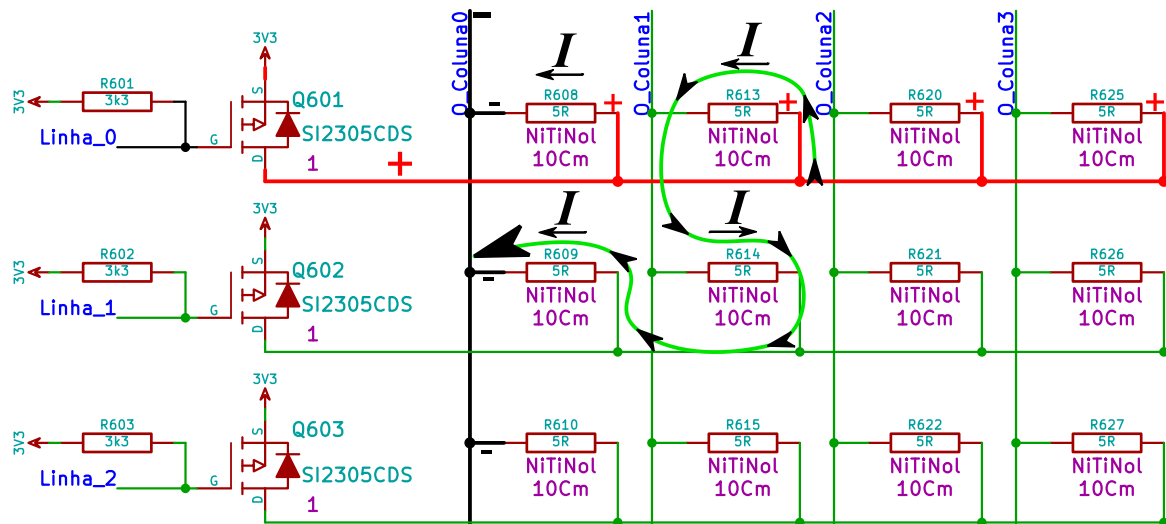 O_Coluna0
O_Coluna1
O_Coluna2
O_Coluna3
3V3
3V3
R601
3k3
Linha_0
G
S
D
Q601
SI2305CDS
1
+
-
I
-
R608
5R
+
NiTiNol
10Cm
I
R613
5R
+
NiTiNol
10Cm
R620
5R
+
NiTiNol
10Cm
R625
5R
+
NiTiNol
10Cm
3V3
3V3
R602
3k3
Linha_1
G
S
D
Q602
SI2305CDS
1
I
-
R609
5R
NiTiNol
10Cm
I
R614
5R
NiTiNol
10Cm
R621
5R
NiTiNol
10Cm
R626
5R
NiTiNol
10Cm
3V3
3V3
R603
3k3
Linha_2
G
S
D
Q603
SI2305CDS
1
-
R610
5R
NiTiNol
10Cm
R615
5R
NiTiNol
10Cm
R622
5R
NiTiNol
10Cm
R627
5R
NiTiNol
10Cm